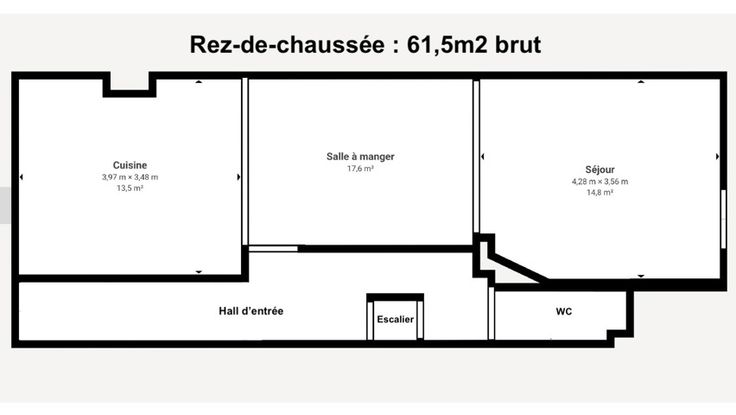 Rez-de-chaussée : 61,5m2 brut
Cuisine
3,97 m × 3,48 m
13,5 m²
Salle à manger
17,6 m²
Séjour
4,28 m × 3,56 m
14,8 m²
Hall d'entrée
Escalier
WC